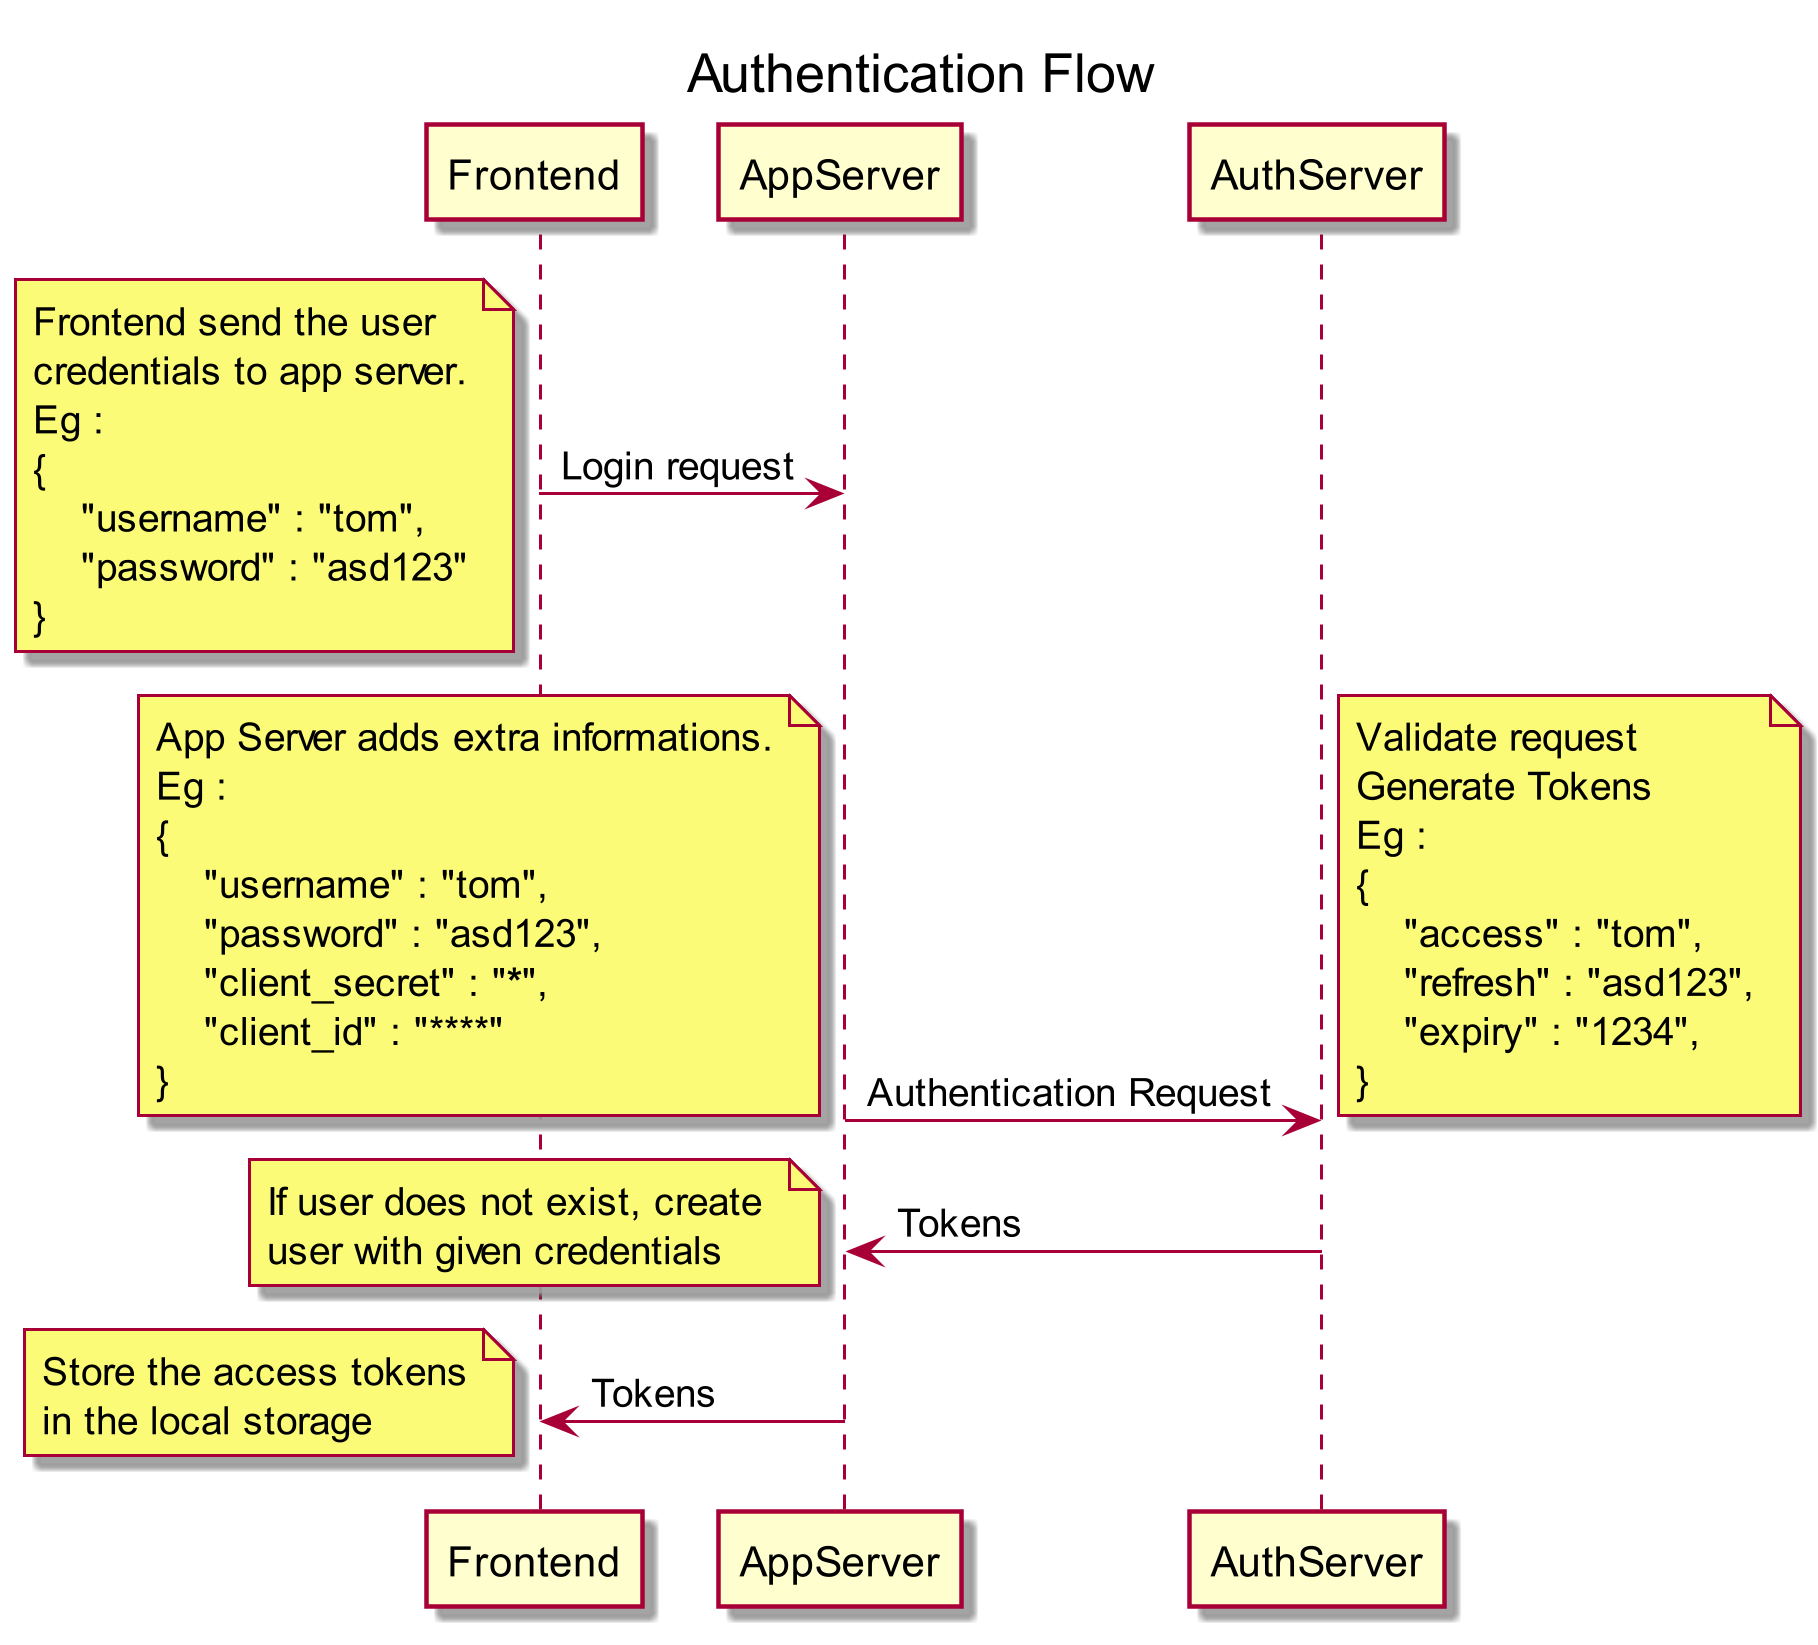 Authentication Flow
Frontend
AppServer
AuthServer
Frontend send the user
credentials to app server.
Eg :
{
"username" : "tom",
"password" : "asd123"
}
Login request
App Server adds extra informations.
Eg :
{
"username" : "tom",
"password" : "asd123",
"client_secret" : "*",
"client_id" : "****"
}
Authentication Request
Validate request
Generate Tokens
Eg :
{
"access" : "tom",
"refresh" : "asd123",
"expiry" : "1234",
}
If user does not exist, create
user with given credentials
Tokens
Store the access tokens
in the local storage
Tokens
Frontend
AppServer
AuthServer